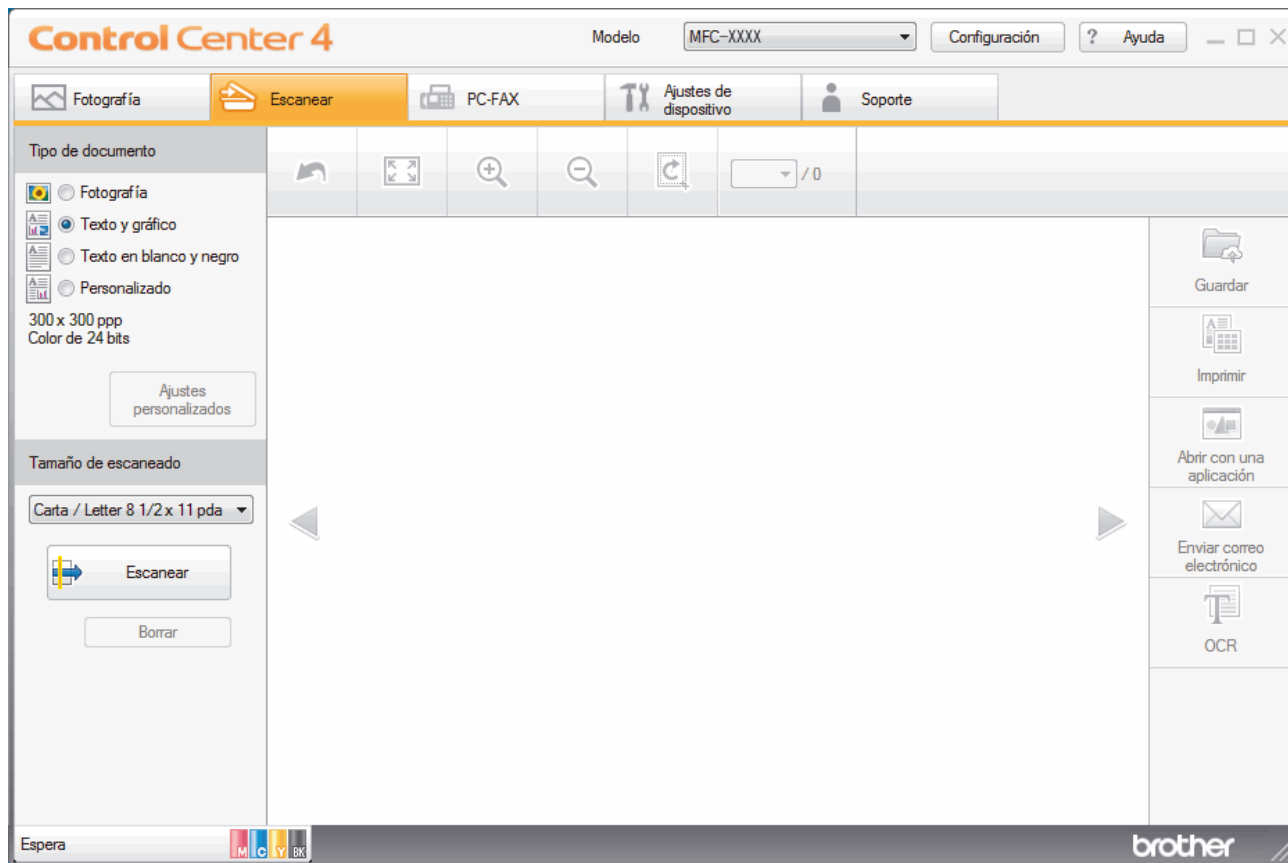 Control Center 4
Modelo
MFC-XXXX
Configuración
? Ayuda
Fotografía
Escanear
PC-FAX
Ajustes de
dispositivo
Soporte
Tipo de documento
Fotografía
Texto y gráfico
Texto en blanco y negro
Personalizado
300 x 300 ppp
Color de 24 bits
Ajustes
personalizados
Tamaño de escaneado
Carta / Letter 8 1/2 x 11 pda
Escanear
Borrar
/ 0
Guardar
Imprimir
Abrir con una
aplicación
Enviar correo
electrónico
OCR
Espera
M C Y BK
brother